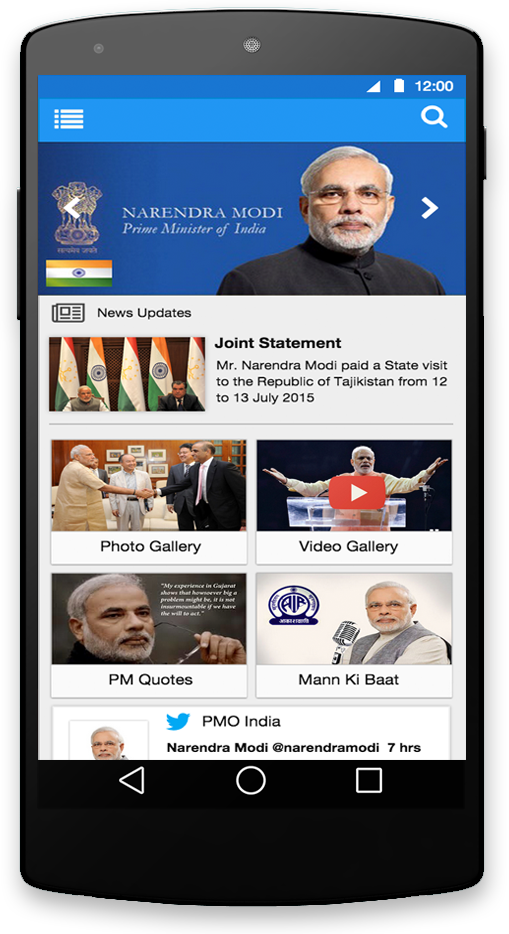 12:00
NARENDRA MODI
Prime Minister of India
सत्यमेव जयते
News Updates
Joint Statement
Mr. Narendra Modi paid a State visit
to the Republic of Tajikistan from 12
to 13 July 2015
Photo Gallery
Video Gallery
"My experience in Gujarat
shows that howsoever big a
problem might be, it is not
insurmountable if we have
the will to act."
AIR
आकाशवाणी
PM Quotes
Mann Ki Baat
PMO India
Narendra Modi @narendramodi 7 hrs